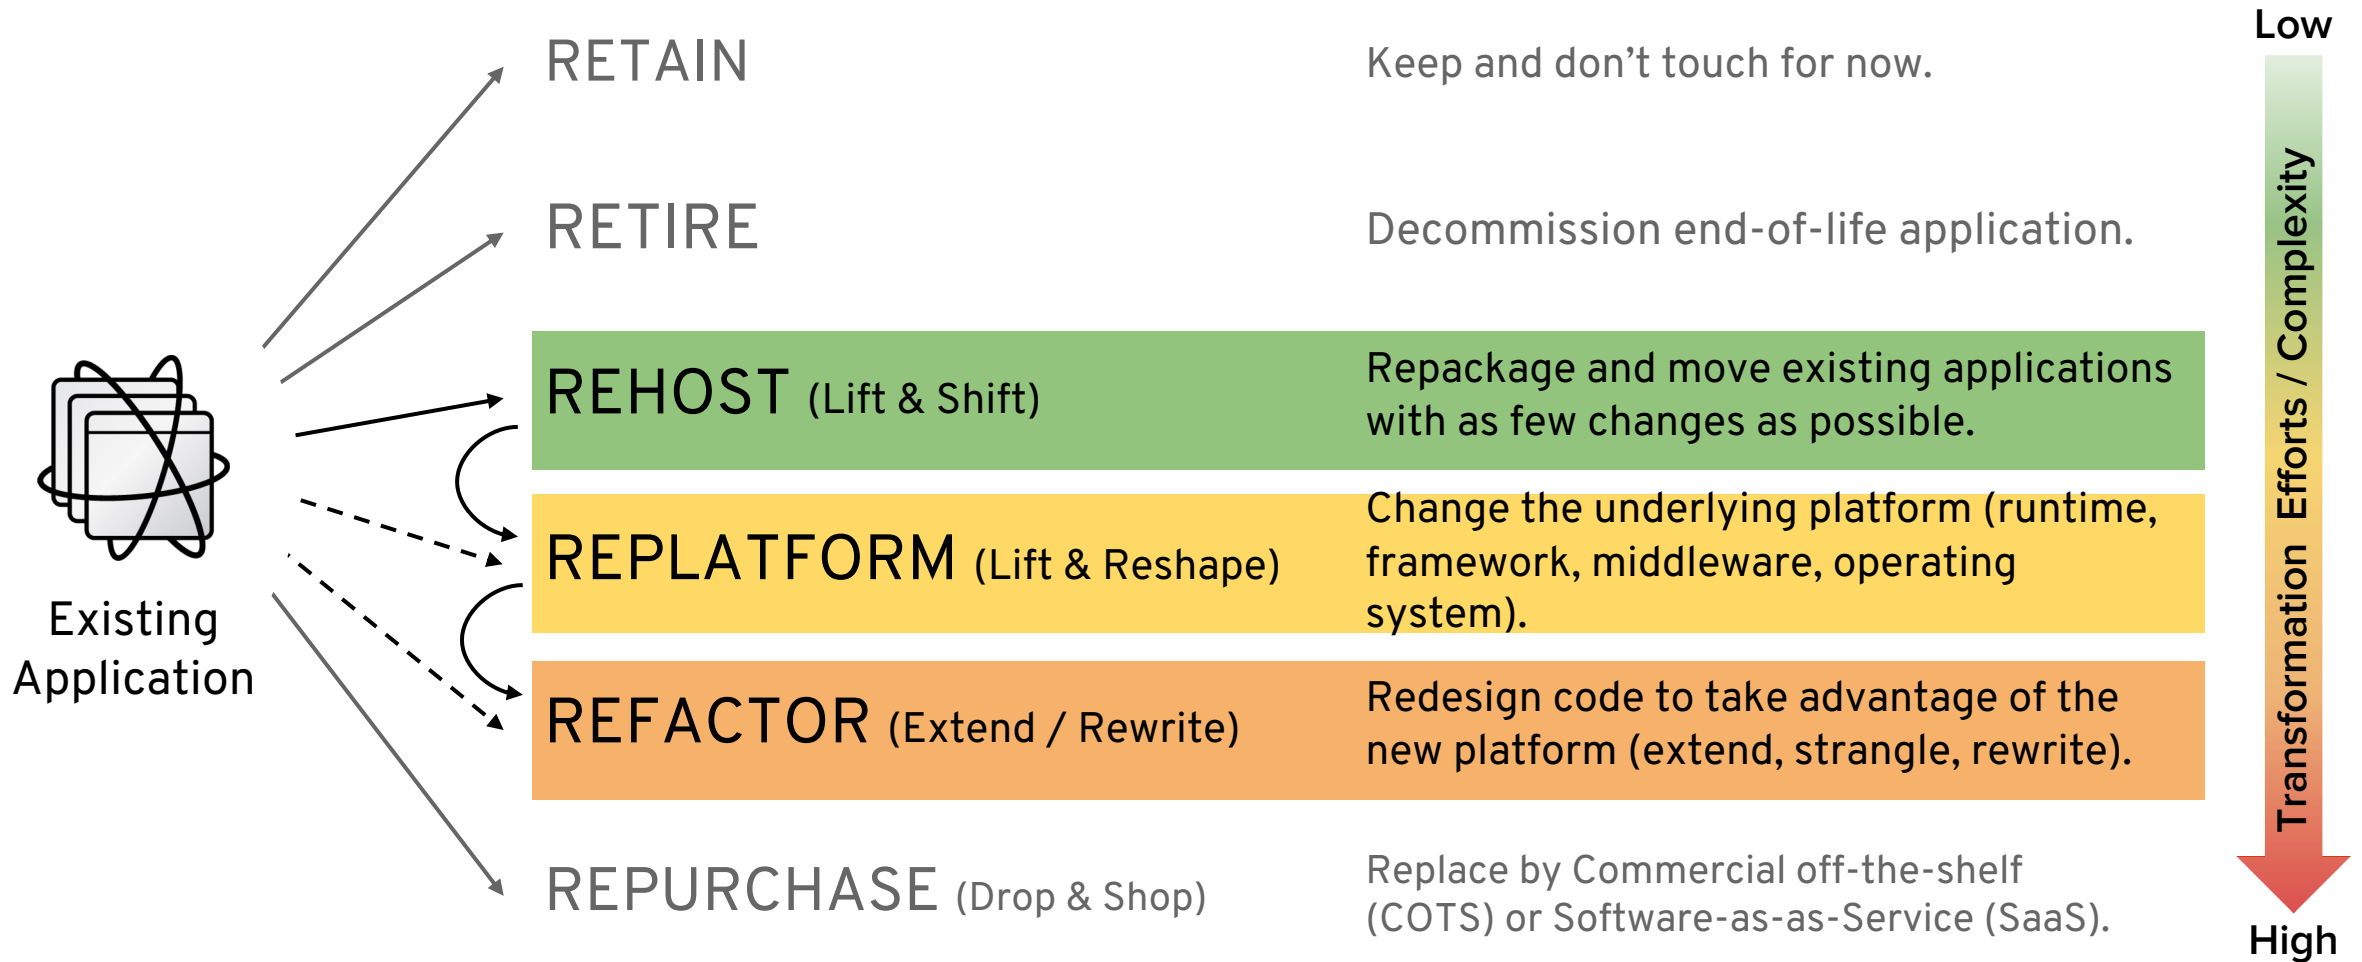 Low
RETAIN
Keep and don't touch for now.
RETIRE
Decommission end-of-life application.
REHOST (Lift & Shift)
Repackage and move existing applications
with as few changes as possible.
REPLATFORM (Lift & Reshape)
Change the underlying platform (runtime,
framework, middleware, operating
system).
Existing
Application
REFACTOR (Extend / Rewrite)
Redesign code to take advantage of the
new platform (extend, strangle, rewrite).
REPURCHASE (Drop & Shop)
Replace by Commercial off-the-shelf
(COTS) or Software-as-as-Service (SaaS).
Transformation Efforts / Complexity
High